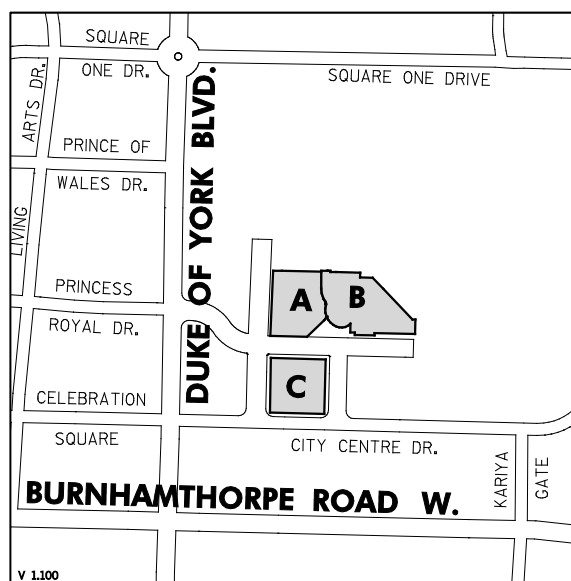 SQUARE
ONE DR.
SQUARE ONE DRIVE
ARTS DR.
DUKE OF YORK BLVD.
PRINCE OF
WALES DR.
LIVING
PRINCESS
ROYAL DR.
A
B
C
CELEBRATION
SQUARE
CITY CENTRE DR.
KARIYA
GATE
BURNHAMTHORPE ROAD W.
V 1.100